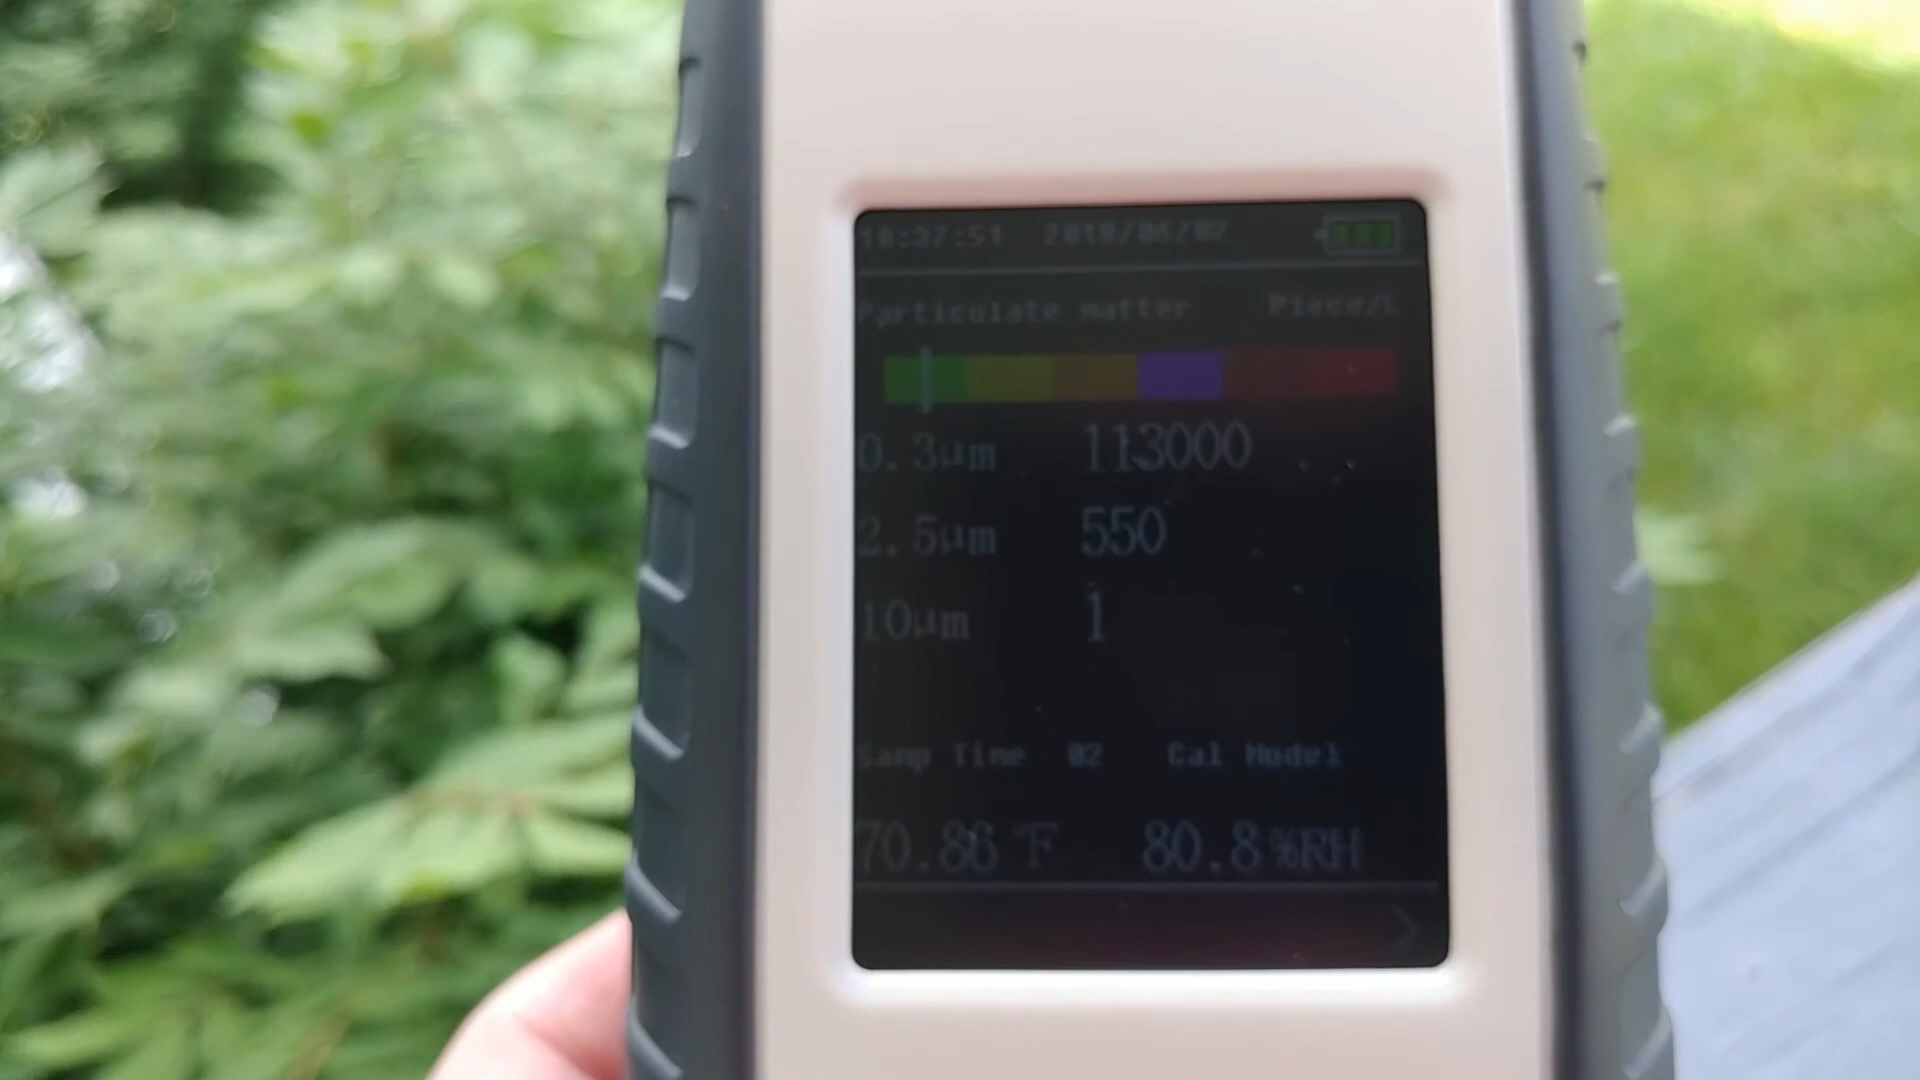 18:37:51 2018/06/02
Particulate matter Piece/L
0.3µm 113000
2.5µm 550
10µm 1
Samp Time 02 Cal Model
70.86 °F 80.8%RH